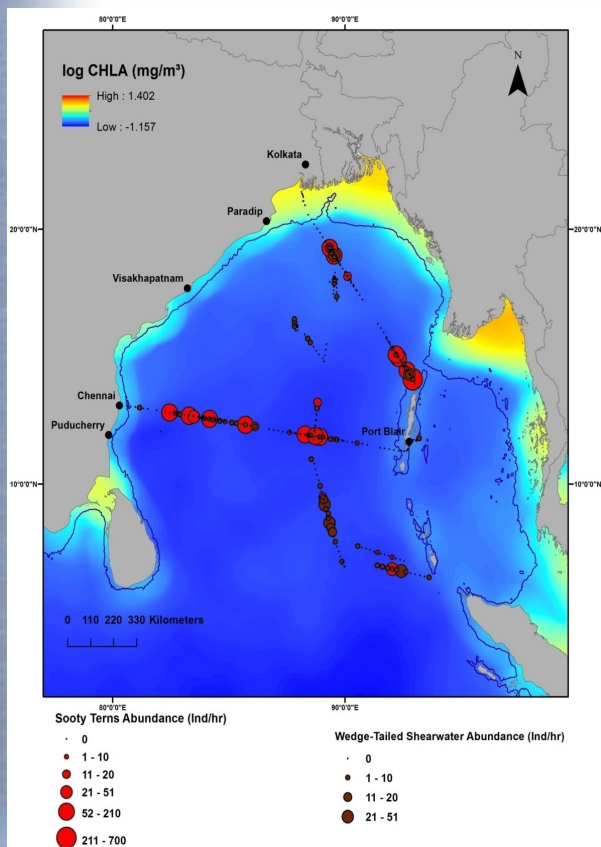 80°0'0"E 90°0'0"E
N
log CHLA (mg/m³)
High : 1.402
Low : -1.157
Kolkata
Paradip
20°0'0"N 20°0'0"N
Visakhapatnam
Chennai
Puducherry
Port Blair
10°0'0"N 10°0'0"N
0 110 220 330 Kilometers
80°0'0"E 90°0'0"E
Sooty Terns Abundance (Ind/hr)
0
1 - 10
11 - 20
21 - 51
52 - 210
211 - 700
Wedge-Tailed Shearwater Abundance (Ind/hr)
0
1 - 10
11 - 20
21 - 51